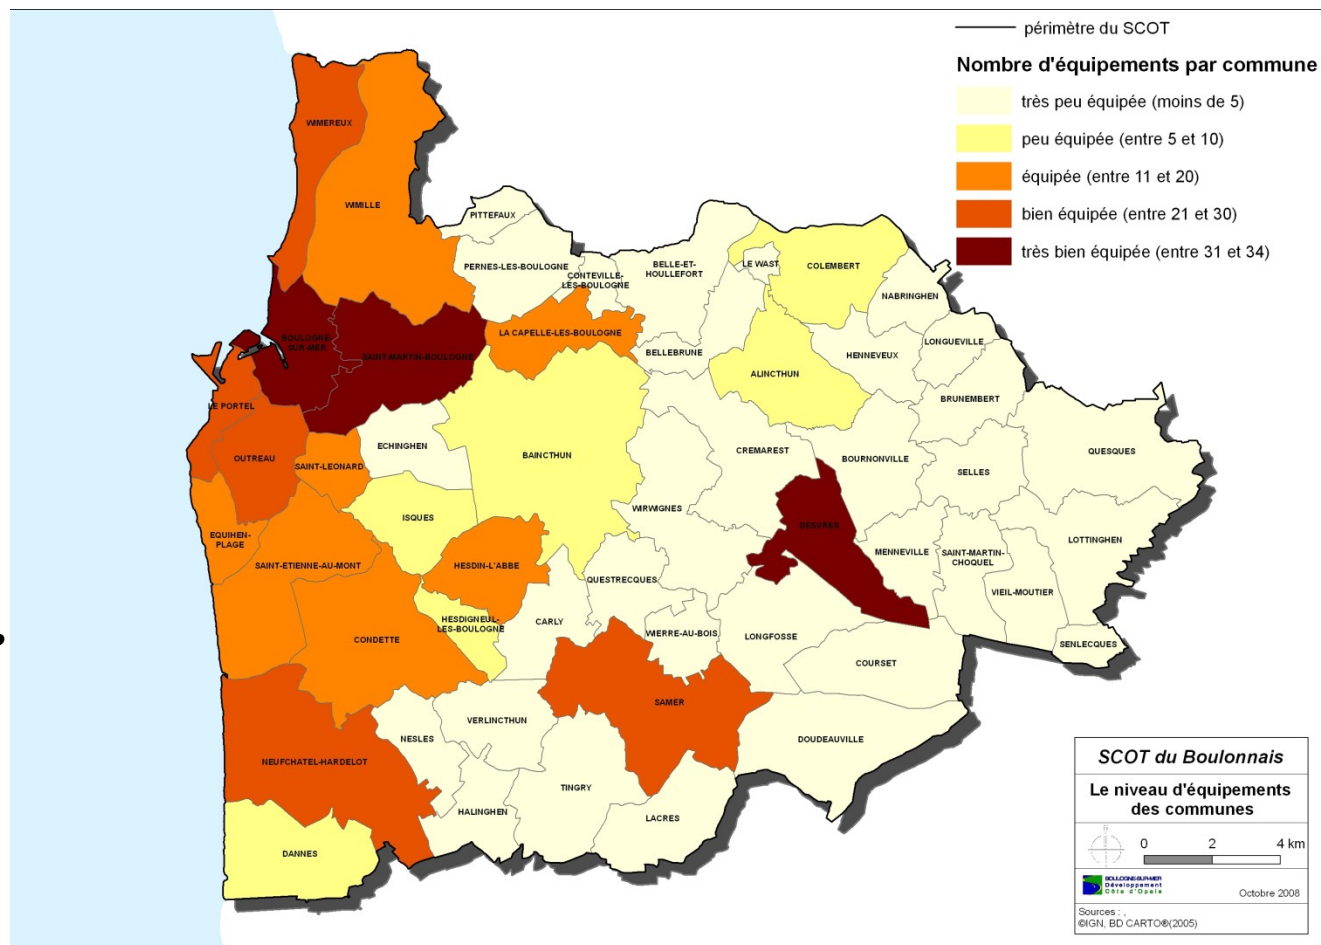 périmètre du SCOT
Nombre d'équipements par commune
très peu équipée (moins de 5)
peu équipée (entre 5 et 10)
équipée (entre 11 et 20)
bien équipée (entre 21 et 30)
très bien équipée (entre 31 et 34)
WIMEREUX
WIMILLE
PITTEFAUX
PERNES-LES-BOULOGNE
CONTEVILLE-
LES-BOULOGNE
BELLE-ET-
HOULLEFORT
LE WAST
COLEMBERT
NABRINGHEN
BOULOGNE-
SUR-MER
SAINT-MARTIN-BOULOGNE
LA CAPELLE-LES-BOULOGNE
BELLEBRUNE
HENNEVEUX
LONGUEVILLE
ALINCTHUN
BRUNEMBERT
LE PORTEL
OUTREAU
SAINT-LEONARD
ECHINGHEN
BAINCTHUN
CREMAREST
BOURNONVILLE
SELLES
QUESQUES
ISQUES
WIRWIGNES
DESVRES
EQUIHEN-
PLAGE
SAINT-ETIENNE-AU-MONT
HESDIN-L'ABBE
QUESTRECQUES
MENNEVILLE
SAINT-MARTIN-
CHOQUEL
LOTTINGHEN
VIEIL-MOUTIER
CONDETTE
HESDIGNEUL-
LES-BOULOGNE
CARLY
WIERRE-AU-BOIS
LONGFOSSE
COURSET
SENLECQUES
SAMER
NESLES
VERLINCTHUN
DOUDEAUVILLE
NEUFCHATEL-HARDELOT
TINGRY
HALINGHEN
LACRES
DANNES
SCOT du Boulonnais
Le niveau d'équipements
des communes
0 2 4 km
BOULOGNE-SUR-MER
Développement
Côte d'Opale
Octobre 2008
Sources : ,
©IGN, BD CARTO®(2005)